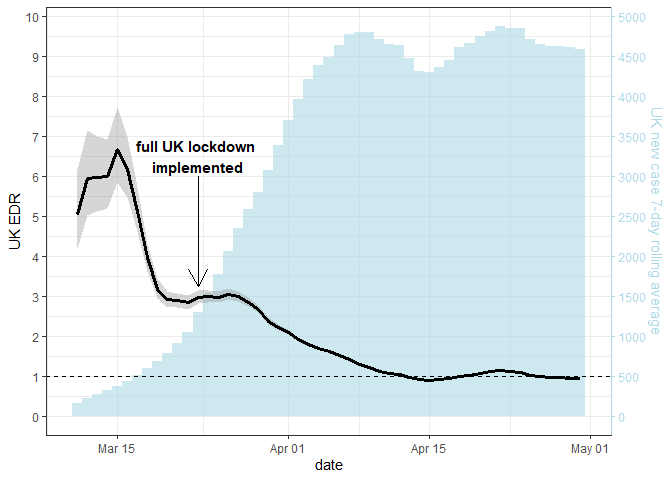 10
9
8
7
6
5
4
3
2
1
0
UK EDR
full UK lockdown
implemented
5000
4500
4000
3500
3000
2500
2000
1500
1000
500
0
UK new case 7-day rolling average
Mar 15
Apr 01
Apr 15
May 01
date